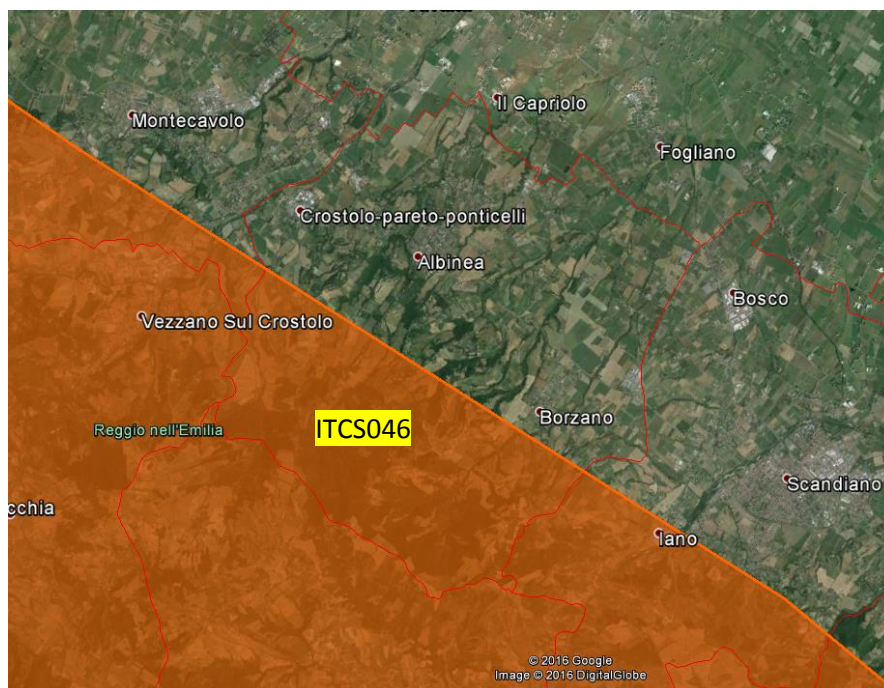 Montecavolo
Il Capriolo
Fogliano
Crostolo-pareto-ponticelli
Albinea
Bosco
Vezzano Sul Crostolo
Reggio nell'Emilia
ITCS046
Borzano
Scandiano
cchia
Iano
© 2016 Google
Image © 2016 DigitalGlobe